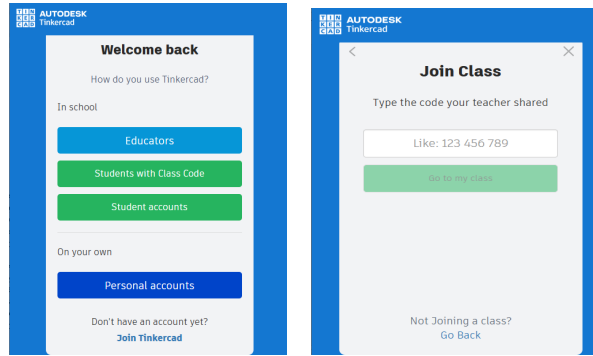 TIN
KER
CAD
AUTODESK
Tinkercad
Welcome back
How do you use Tinkercad?
In school
Educators
Students with Class Code
Student accounts
On your own
Personal accounts
Don't have an account yet?
Join Tinkercad
TIN
KER
CAD
AUTODESK
Tinkercad
Join Class
Type the code your teacher shared
Like: 123 456 789
Go to my class
Not Joining a class?
Go Back